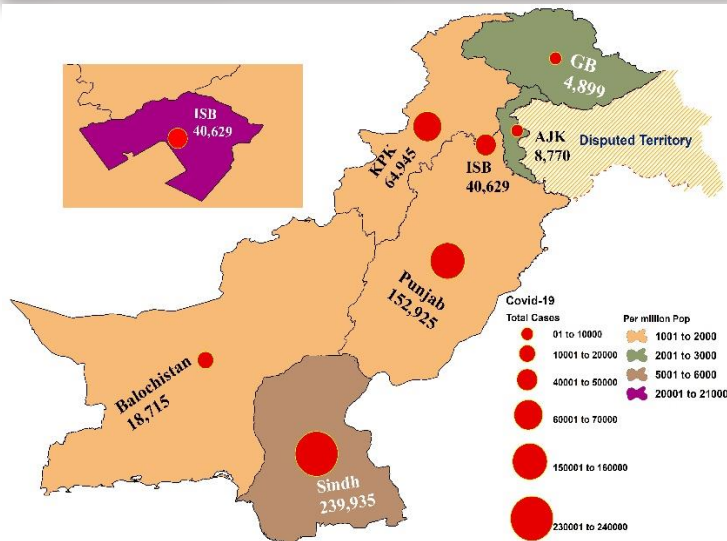 ISB
40,629
GB
4,899
AJK
8,770
Disputed Territory
KPK
64,945
ISB
40,629
Punjab
152,925
Balochistan
18,715
Sindh
239,935
Covid-19
Total Cases
01 to 10000
10001 to 20000
40001 to 50000
60001 to 70000
150001 to 160000
230001 to 240000
Per million Pop
1001 to 2000
2001 to 3000
5001 to 6000
20001 to 21000